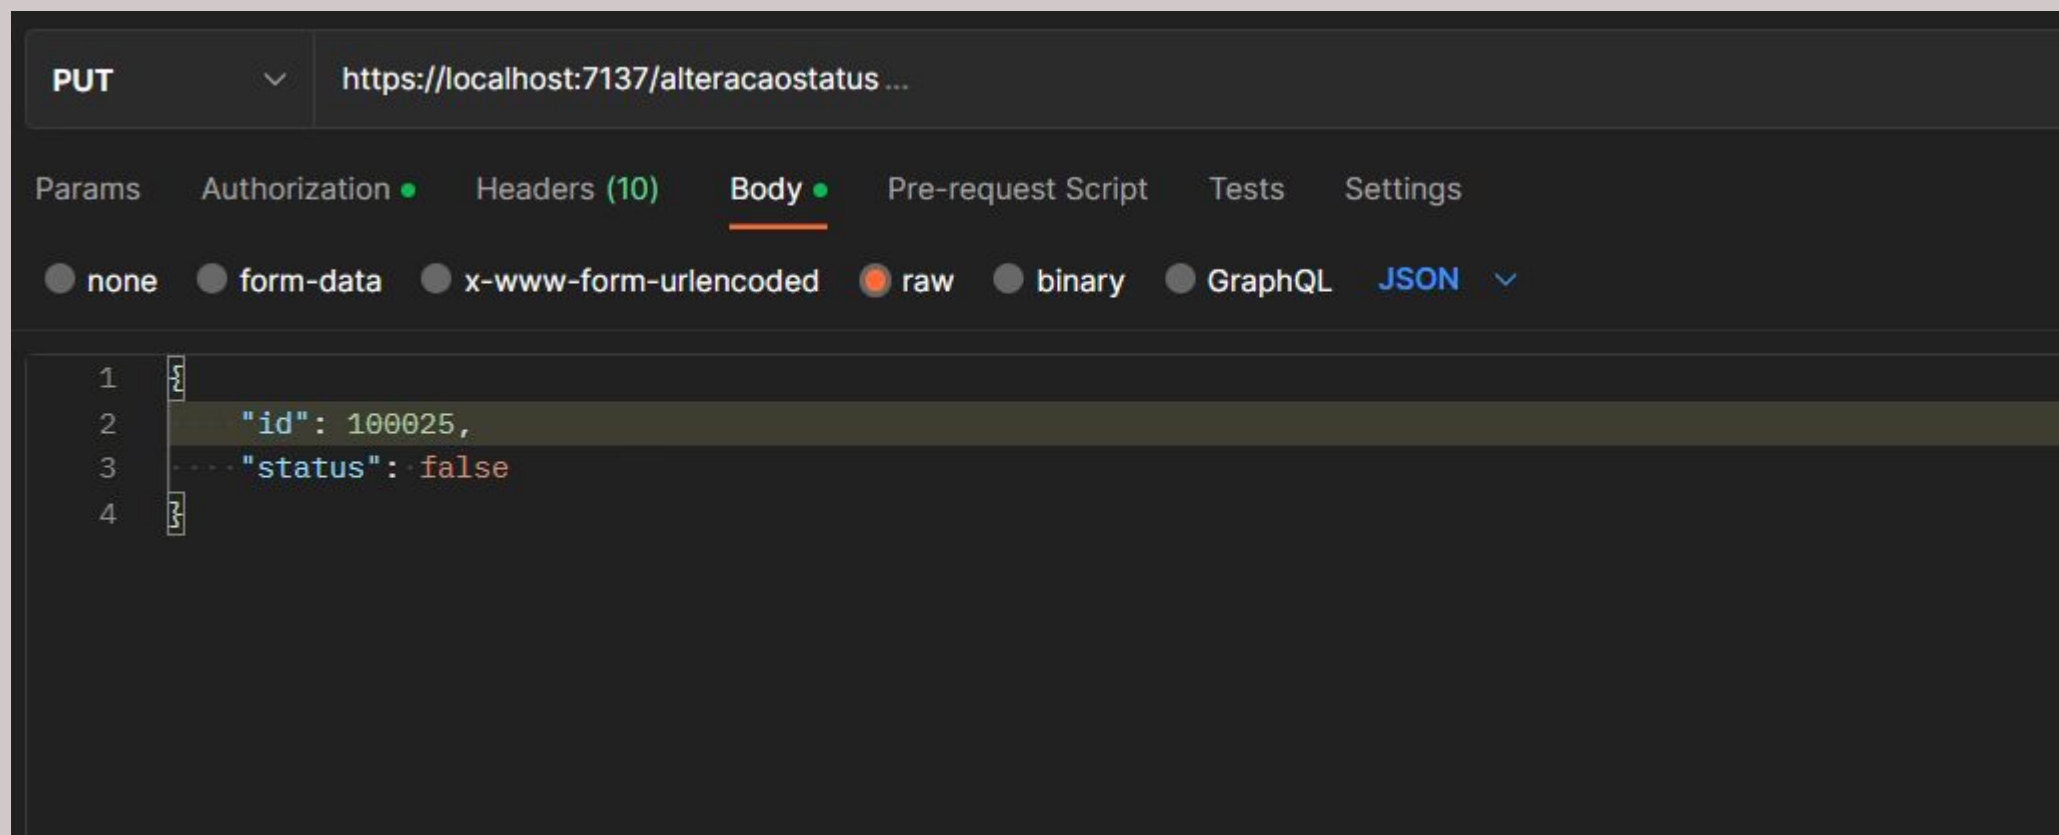 PUT https://localhost:7137/alteracaostatus ...
Params Authorization Headers (10) Body Pre-request Script Tests Settings
none form-data x-www-form-urlencoded raw binary GraphQL JSON
1 {
2 "id": 100025,
3 "status": false
4 }